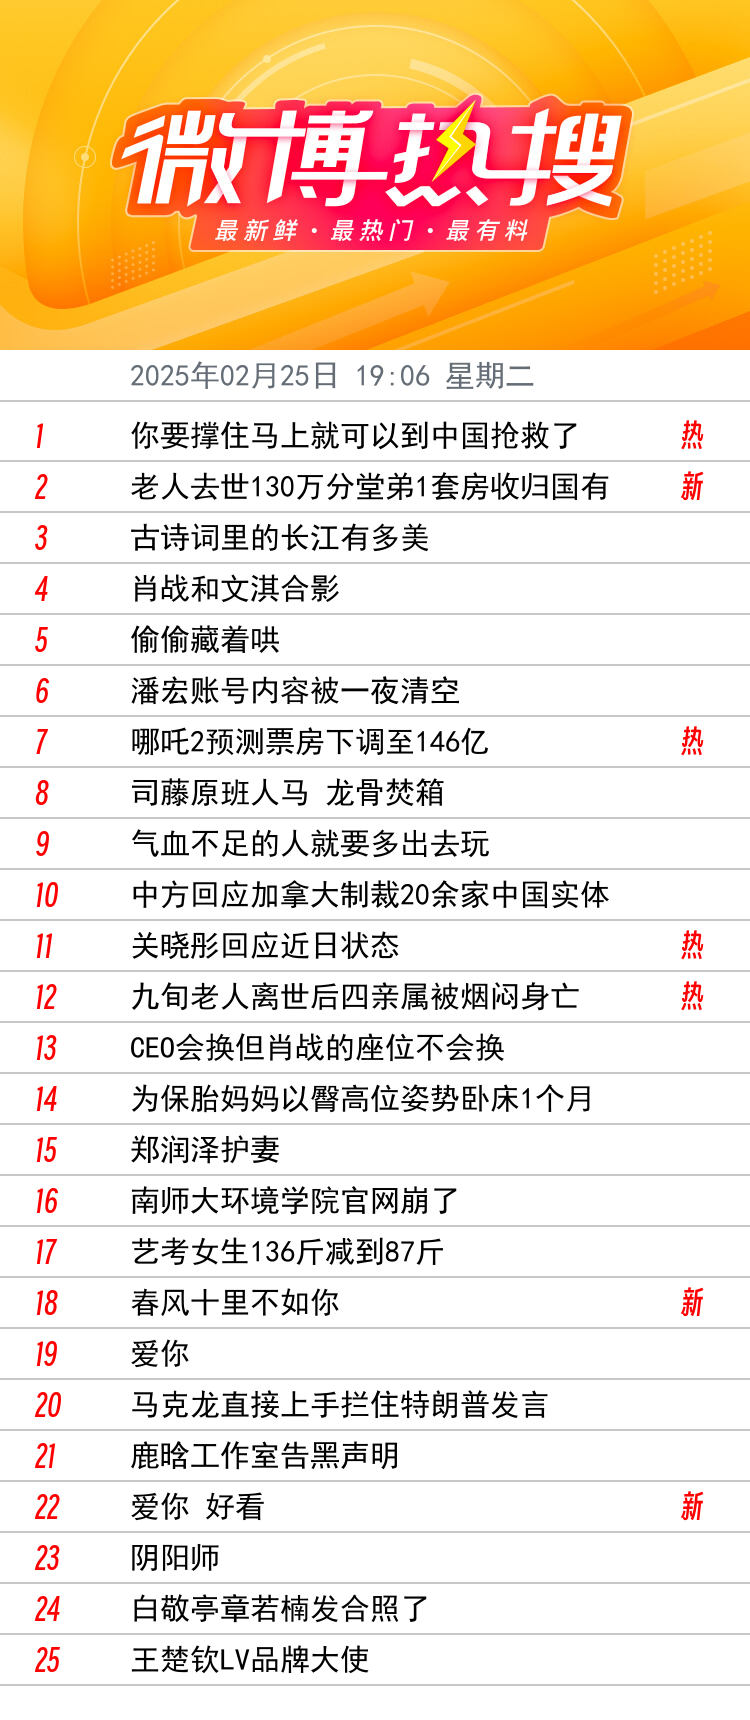 微博热搜
最新鲜·最热门·最有料
2025年02月25日 19:06 星期二
1 你要撑住马上就可以到中国抢救了 热
2 老人去世130万分堂弟1套房收归国有 新
3 古诗词里的长江有多美
4 肖战和文淇合影
5 偷偷藏着哄
6 潘宏账号内容被一夜清空
7 哪吒2预测票房下调至146亿 热
8 司藤原班人马 龙骨焚箱
9 气血不足的人就要多出去玩
10 中方回应加拿大制裁20余家中国实体
11 关晓彤回应近日状态 热
12 九旬老人离世后四亲属被烟闷身亡 热
13 CEO会换但肖战的座位不会换
14 为保胎妈妈以臀高位姿势卧床1个月
15 郑润泽护妻
16 南师大环境学院官网崩了
17 艺考女生136斤减到87斤
18 春风十里不如你 新
19 爱你
20 马克龙直接上手拦住特朗普发言
21 鹿晗工作室告黑声明
22 爱你 好看 新
23 阴阳师
24 白敬亭章若楠发合照了
25 王楚钦LV品牌大使